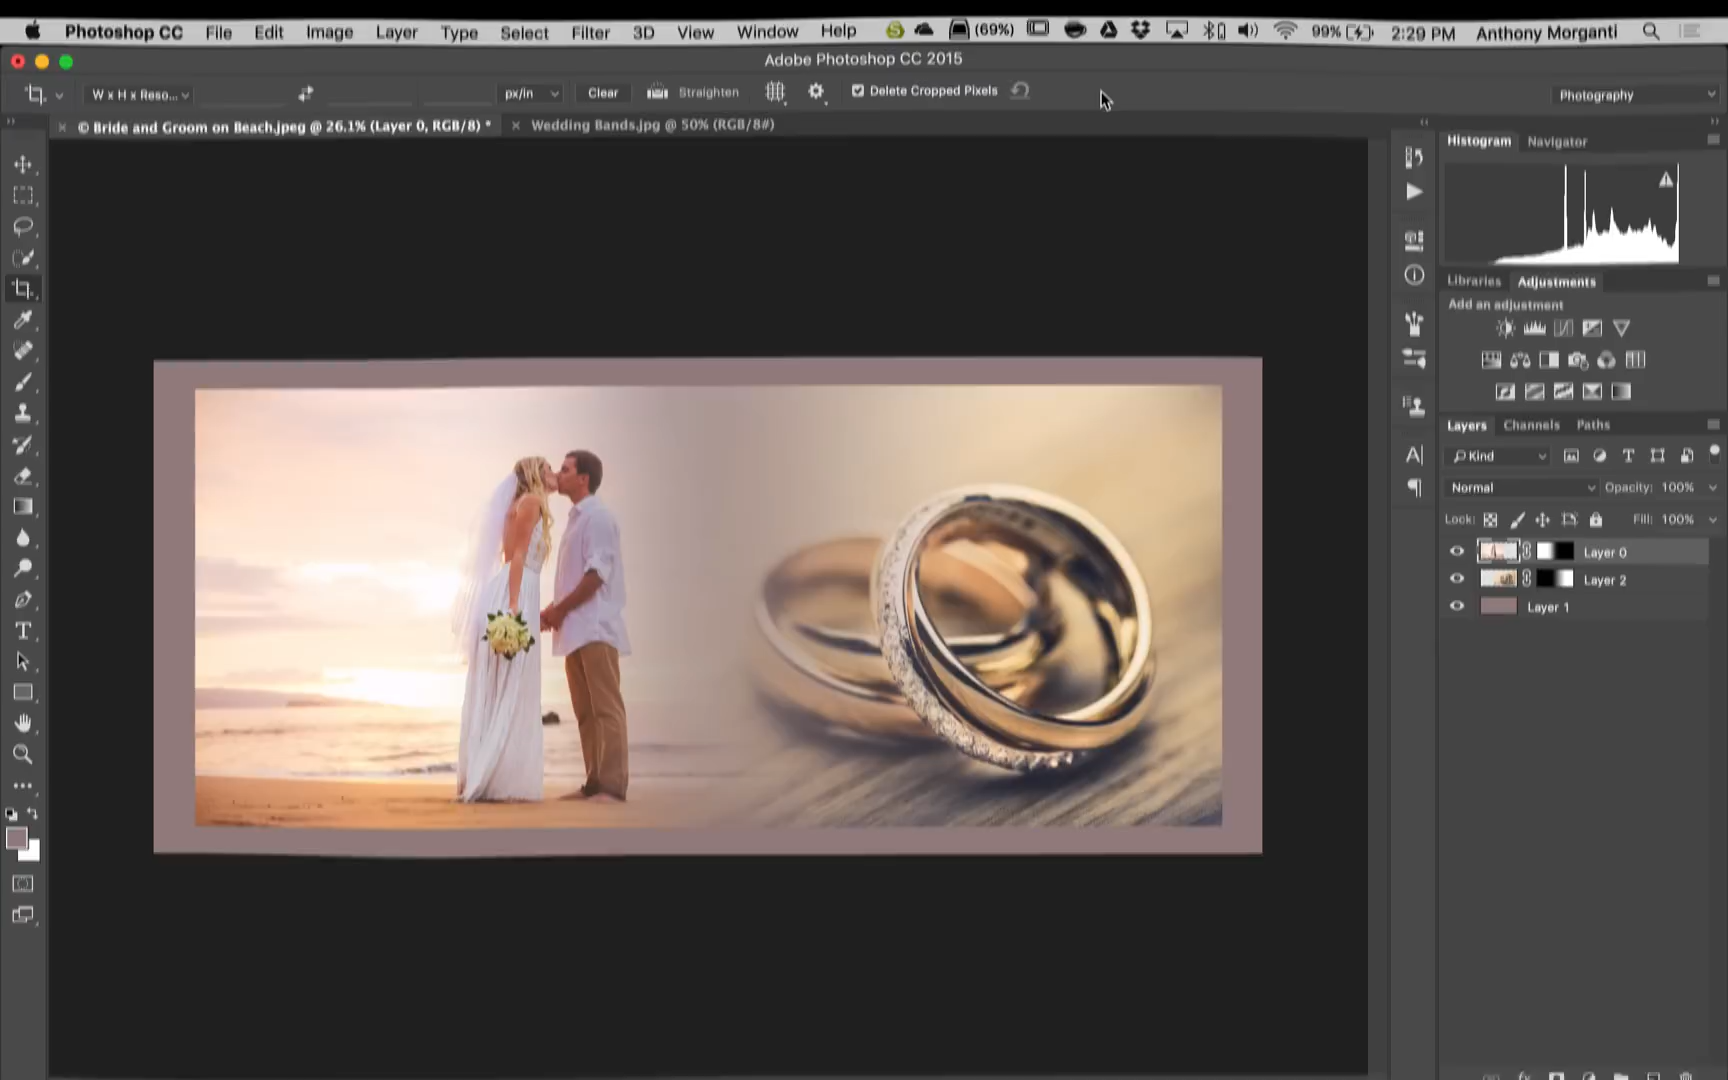 Photoshop CC File Edit Image Layer Type Select Filter 3D View Window Help (69%) 99% 2:29 PM Anthony Morganti
Adobe Photoshop CC 2015
W x H x Reso... px/in Clear Straighten Delete Cropped Pixels Photography
© Bride and Groom on Beach.jpeg @ 26.1% (Layer 0, RGB/8) * Wedding Bands.jpg @ 50% (RGB/8#)
Histogram Navigator
Libraries Adjustments
Add an adjustment
Layers Channels Paths
Kind
Normal Opacity: 100%
Lock: Fill: 100%
Layer 0
Layer 2
Layer 1